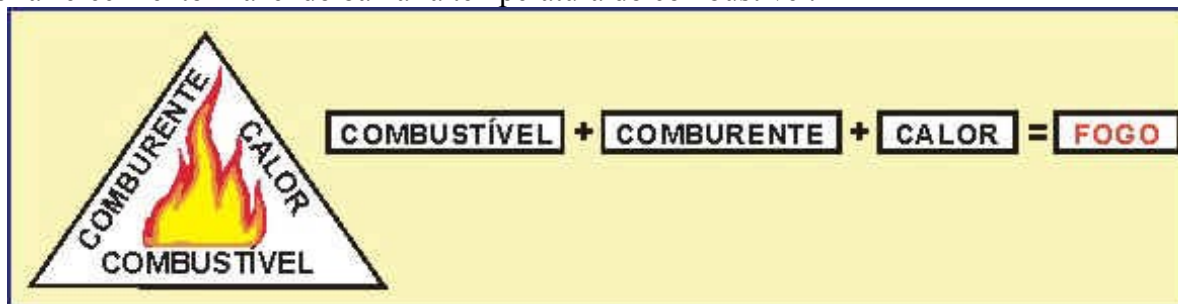 COMBURENTE
CALOR
COMBUSTÍVEL
COMBUSTÍVEL + COMBURENTE + CALOR = FOGO